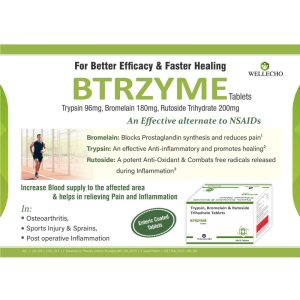 WELLECHO
For Better Efficacy & Faster Healing
BTRZYME Tablets
Trypsin 96mg, Bromelain 180mg, Rutoside Trihydrate 200mg
An Effective alternate to NSAIDs
Bromelain: Blocks Prostaglandin synthesis and reduces pain¹
Trypsin: An effective Anti-inflammatory and promotes healing²
Rutoside: A potent Anti-Oxidant & Combats free radicals released
during Inflammation³
Increase Blood supply to the affected area
& helps in relieving Pain and Inflammation
In:
• Osteoarthritis,
• Sports Injury & Sprains,
• Post operative Inflammation
Enteric Coated
Tablets
Trypsin, Bromelain & Rutoside
Trihydrate Tablets
BTRZYME